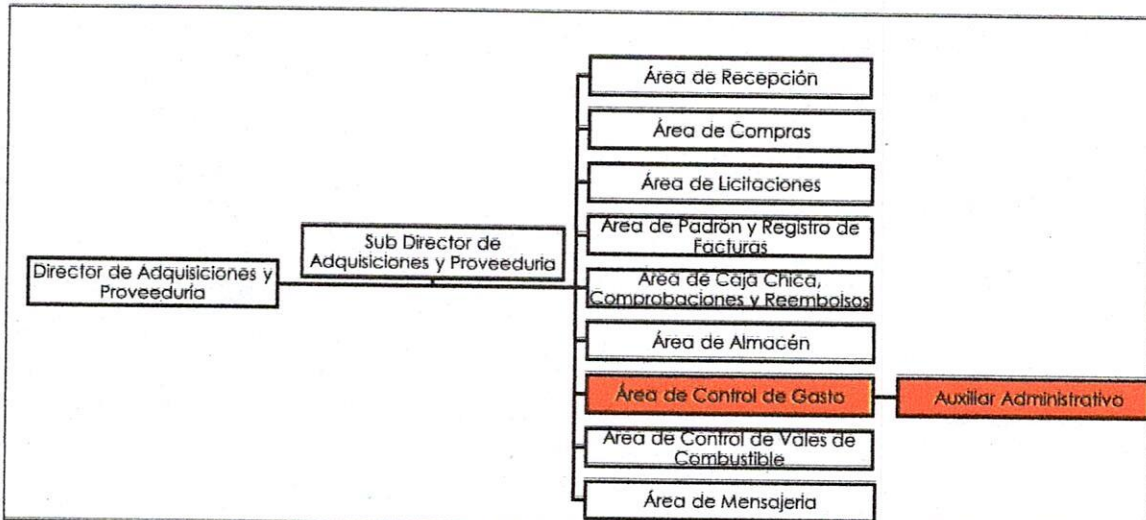 Área de Recepción
Área de Compras
Área de Licitaciones
Área de Padrón y Registro de
Facturas
Sub Director de
Adquisiciones y Proveeduria
Director de Adquisiciones y
Proveeduría
Área de Caja Chica,
Comprobaciones y Reembolsos
Área de Almacén
Área de Control de Gasto
Auxiliar Administrativo
Área de Control de Vales de
Combustible
Área de Mensajeria